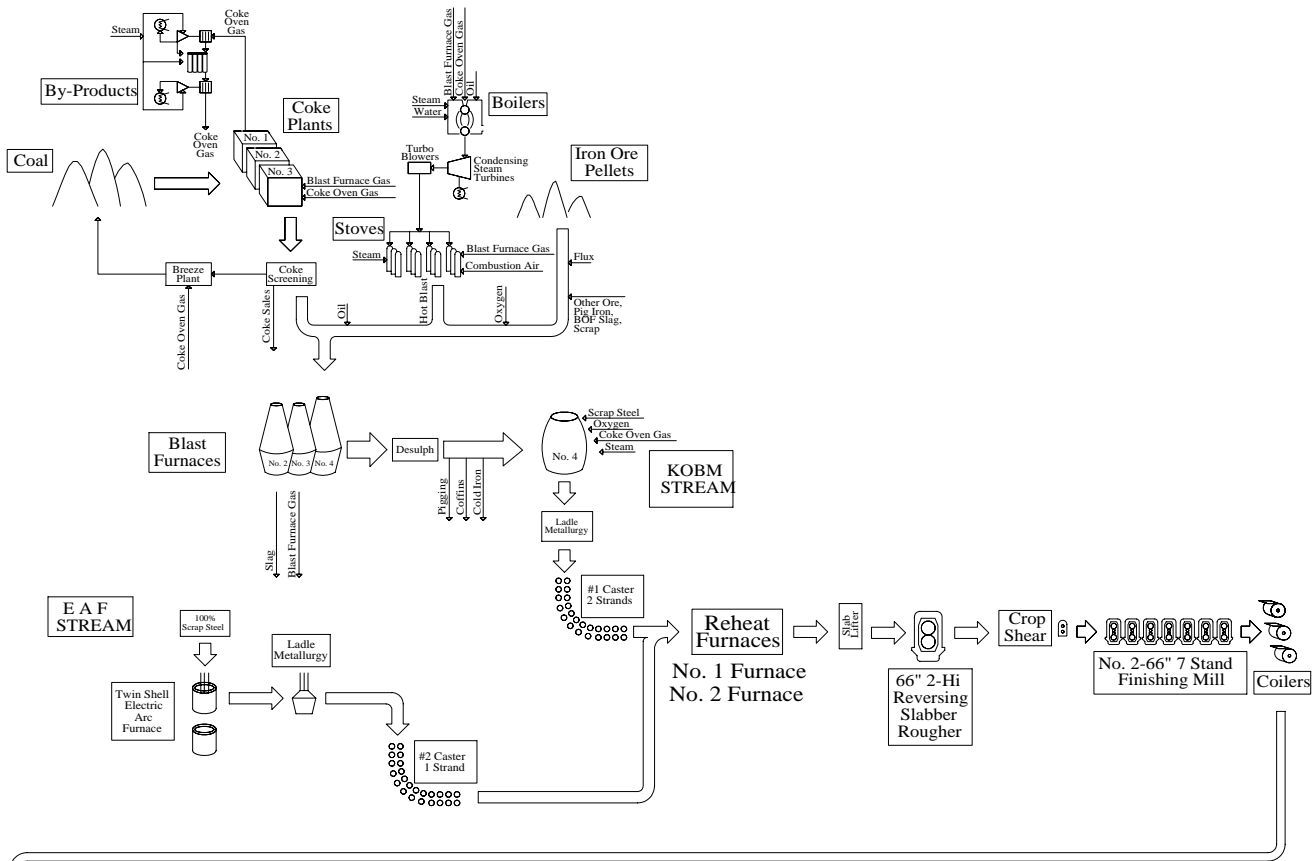 Steam
Coke
Oven
Gas
By-Products
Coke
Oven
Gas
Coke
Plants
No. 1
No. 2
No. 3
Coal
Blast Furnace Gas
Coke Oven Gas
Blast Furnace Gas
Coke Oven Gas
Oil
Steam
Water
Boilers
Turbo
Blowers
Condensing
Steam
Turbines
Iron Ore
Pellets
Stoves
Steam
Blast Furnace Gas
Combustion Air
Flux
Other Ore,
Pig Iron,
BOF Slag,
Scrap
Breeze
Plant
Coke
Screening
Coke Oven Gas
Coke Sales
Oil
Hot Blast
Oxygen
Blast
Furnaces
No. 2
No. 3
No. 4
Desulph
Pigging
Coffins
Cold Iron
Slag
Blast Furnace Gas
Scrap Steel
Oxygen
Coke Oven Gas
Steam
No. 4
KOBM
STREAM
Ladle
Metallurgy
#1 Caster
2 Strands
E A F
STREAM
100%
Scrap Steel
Ladle
Metallurgy
Twin Shell
Electric
Arc
Furnace
#2 Caster
1 Strand
Reheat
Furnaces
No. 1 Furnace
No. 2 Furnace
Slab
Lifter
66" 2-Hi
Reversing
Slabber
Rougher
Crop
Shear
No. 2-66" 7 Stand
Finishing Mill
Coilers